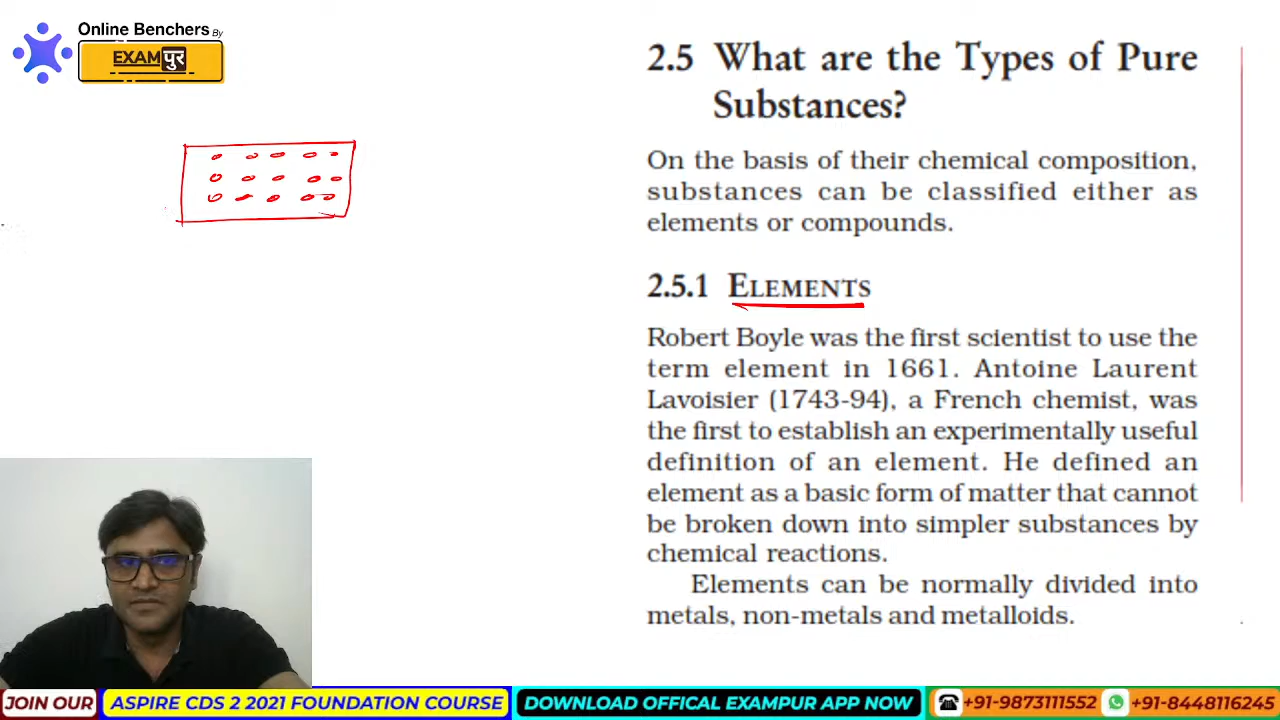 Online Benchers By
EXAMपुर
2.5 What are the Types of Pure
Substances?
On the basis of their chemical composition,
substances can be classified either as
elements or compounds.
2.5.1 ELEMENTS
Robert Boyle was the first scientist to use the
term element in 1661. Antoine Laurent
Lavoisier (1743-94), a French chemist, was
the first to establish an experimentally useful
definition of an element. He defined an
element as a basic form of matter that cannot
be broken down into simpler substances by
chemical reactions.
Elements can be normally divided into
metals, non-metals and metalloids.
JOIN OUR
ASPIRE CDS 2 2021 FOUNDATION COURSE
DOWNLOAD OFFICAL EXAMPUR APP NOW
+91-9873111552
+91-8448116245